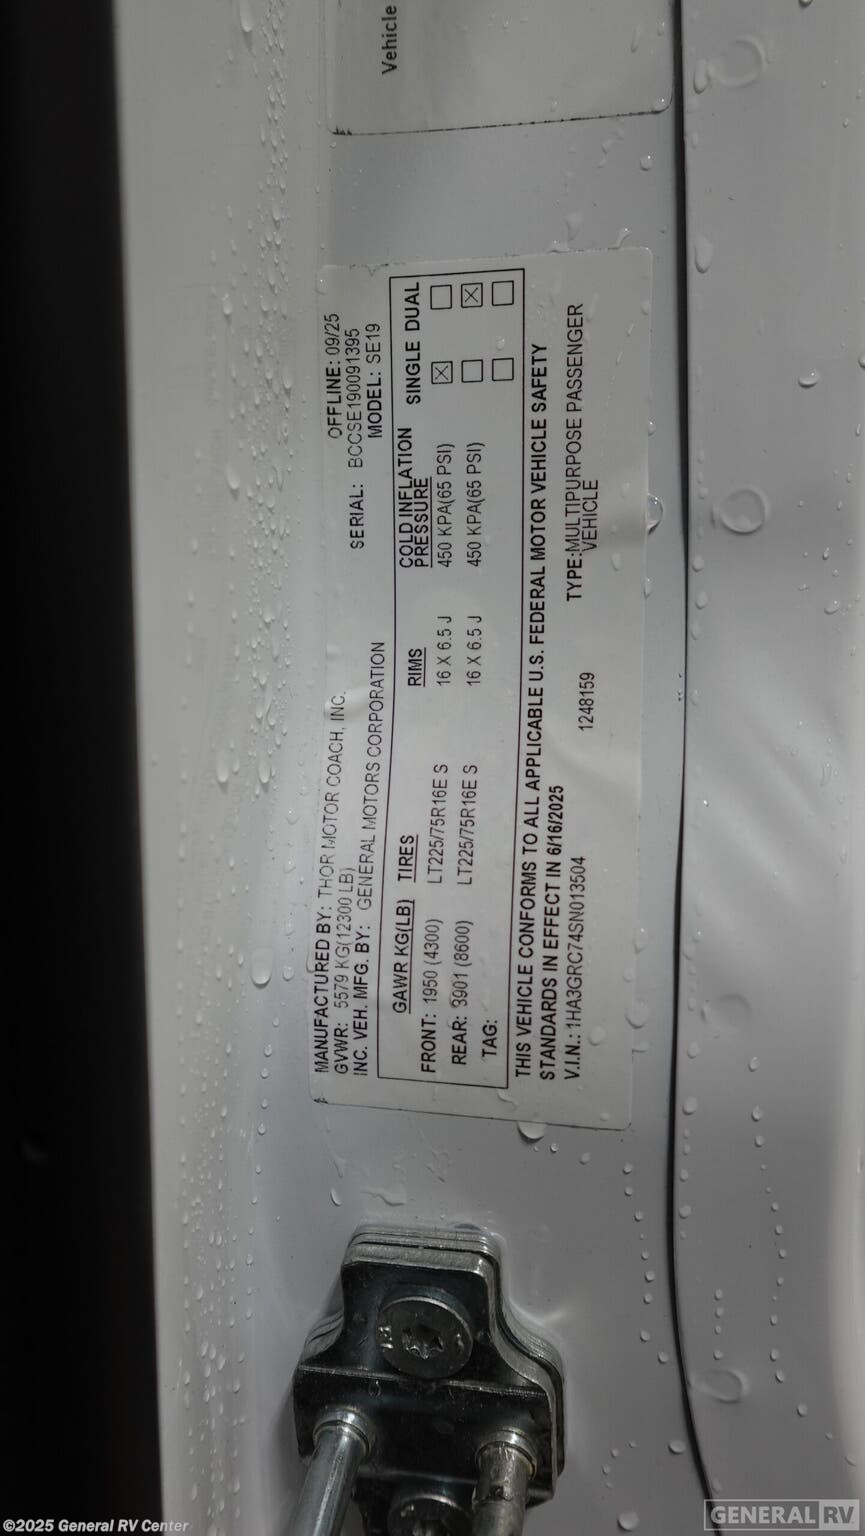 Vehicle
MANUFACTURED BY: THOR MOTOR COACH, INC. OFFLINE: 09/25
GVWR: 5579 KG(12300 LB) SERIAL: BCCSE190091395
INC. VEH. MFG. BY: GENERAL MOTORS CORPORATION MODEL: SE19
GAWR KG(LB) TIRES RIMS COLD INFLATION PRESSURE SINGLE DUAL
FRONT: 1950 (4300) LT225/75R16E S 16 X 6.5 J 450 KPA(65 PSI) ☒ ☐
REAR: 3901 (8600) LT225/75R16E S 16 X 6.5 J 450 KPA(65 PSI) ☐ ☒
TAG: ☐ ☐
THIS VEHICLE CONFORMS TO ALL APPLICABLE U.S. FEDERAL MOTOR VEHICLE SAFETY
STANDARDS IN EFFECT IN 6/16/2025
V.I.N.: 1HA3GRC74SN013504 1248159 TYPE:MULTIPURPOSE PASSENGER
VEHICLE
©2025 General RV Center
GENERAL RV